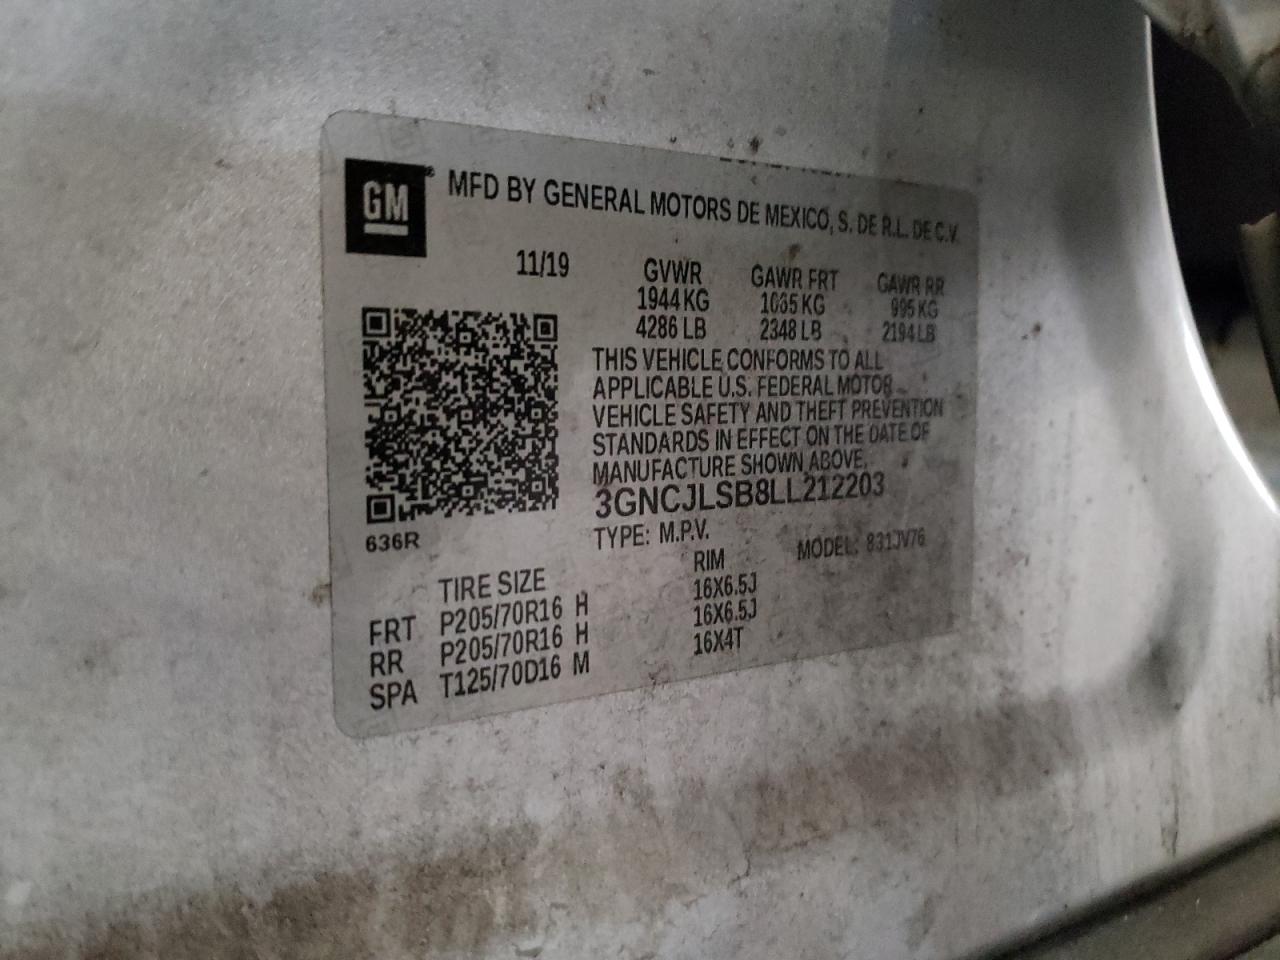 GM ® MFD BY GENERAL MOTORS DE MEXICO, S. DE R.L. DE C.V.
11/19 GVWR GAWR FRT GAWR RR
1944 KG 1065 KG 995 KG
4286 LB 2348 LB 2194 LB
THIS VEHICLE CONFORMS TO ALL
APPLICABLE U.S. FEDERAL MOTOR
VEHICLE SAFETY AND THEFT PREVENTION
STANDARDS IN EFFECT ON THE DATE OF
MANUFACTURE SHOWN ABOVE.
3GNCJLSB8LL212203
636R
TYPE: M.P.V. MODEL: 831JV76
TIRE SIZE RIM
FRT P205/70R16 H 16X6.5J
RR P205/70R16 H 16X6.5J
SPA T125/70D16 M 16X4T